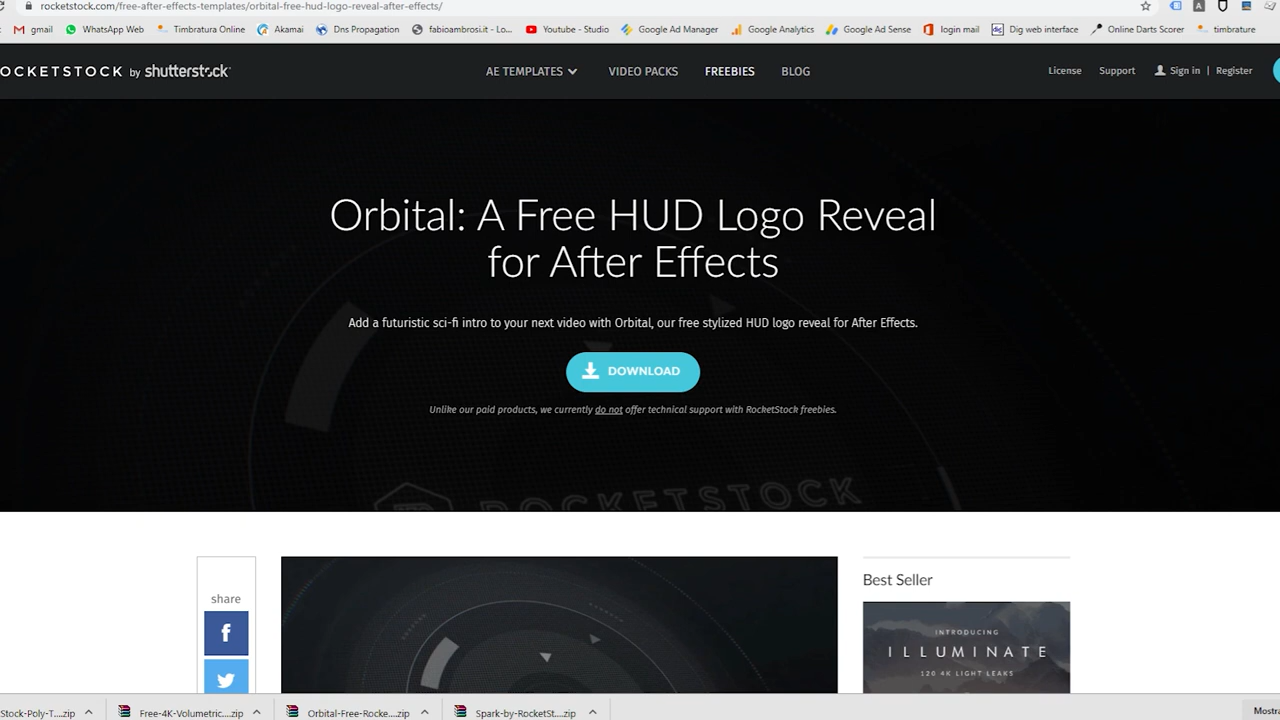 rocketstock.com/free-after-effects-templates/orbital-free-hud-logo-reveal-after-effects/
gmail WhatsApp Web Timbratura Online Akamai Dns Propagation fabioambrosi.it - Lo... Youtube - Studio Google Ad Manager Google Analytics Google Ad Sense login mail Dig web interface Online Darts Scorer timbrature
OCKETSTOCK by shutterstock AE TEMPLATES VIDEO PACKS FREEBIES BLOG License Support Sign in | Register
Orbital: A Free HUD Logo Reveal
for After Effects
Add a futuristic sci-fi intro to your next video with Orbital, our free stylized HUD logo reveal for After Effects.
DOWNLOAD
Unlike our paid products, we currently do not offer technical support with RocketStock freebies.
ROCKETSTOCK
share
Best Seller
INTRODUCING
ILLUMINATE
120 4K LIGHT LEAKS
Stock-Poly-T....zip Free-4K-Volumetric....zip Orbital-Free-Rocke....zip Spark-by-RocketSt....zip Mostra